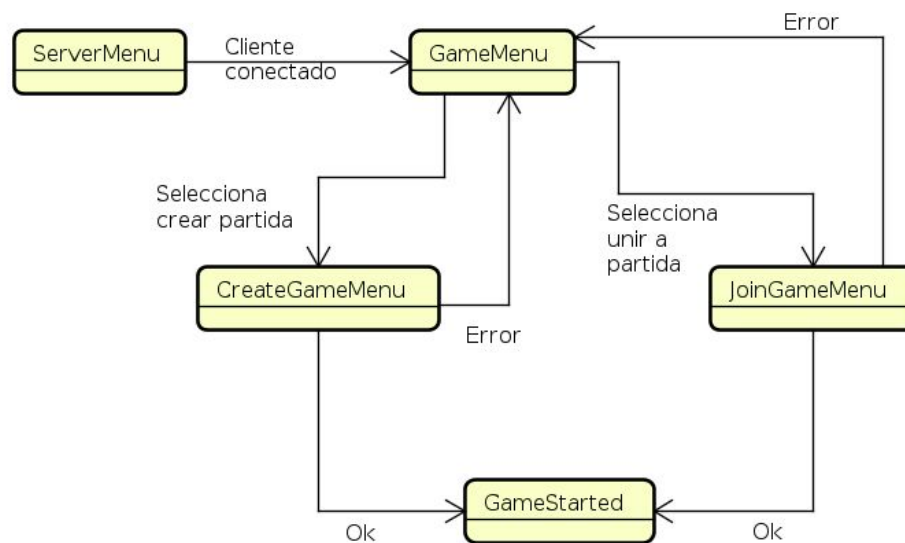 Error
ServerMenu
Cliente
conectado
GameMenu
Selecciona
crear partida
Selecciona
unir a
partida
CreateGameMenu
JoinGameMenu
Error
GameStarted
Ok
Ok